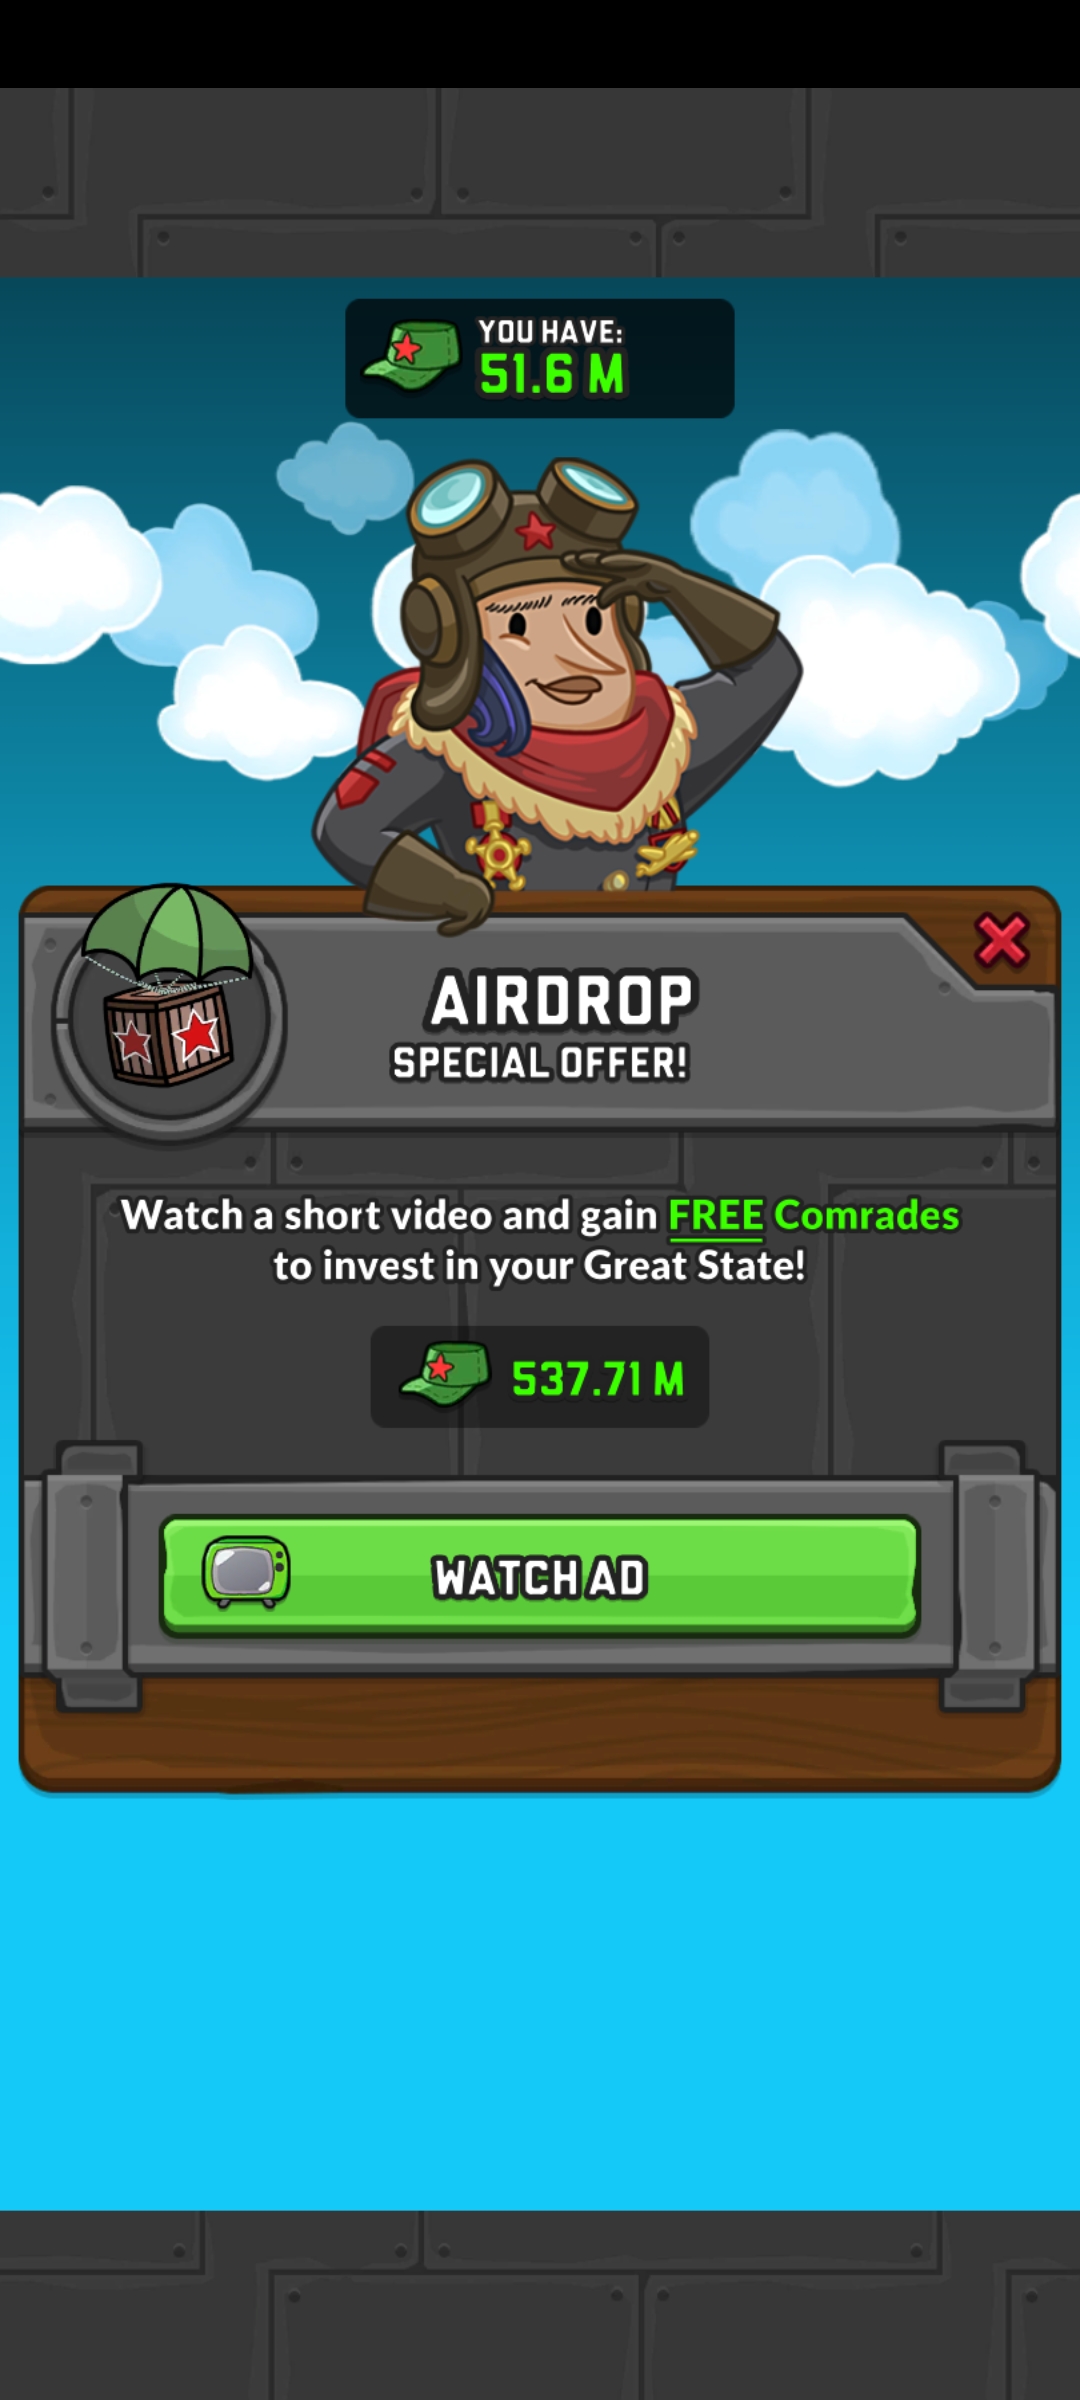 YOU HAVE:
51.6 M
AIRDROP
SPECIAL OFFER!
Watch a short video and gain FREE Comrades
to invest in your Great State!
537.71 M
WATCH AD